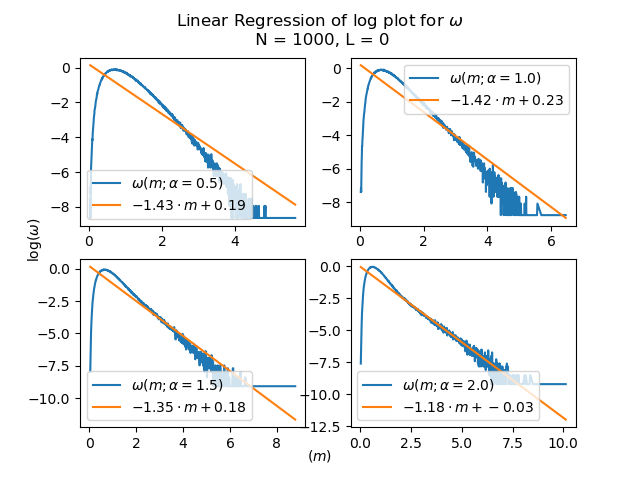 Linear Regression of log plot for ω
N = 1000, L = 0
0
−2
−4
−6
−8
ω(m; α = 0.5)
−1.43 · m + 0.19
0 2 4
0
−2
−4
−6
−8
ω(m; α = 1.0)
−1.42 · m + 0.23
0 2 4 6
log(ω)
0.0
−2.5
−5.0
−7.5
−10.0
ω(m; α = 1.5)
−1.35 · m + 0.18
0 2 4 6 8
0.0
−2.5
−5.0
−7.5
−10.0
−12.5
ω(m; α = 2.0)
−1.18 · m + − 0.03
0.0 2.5 5.0 7.5 10.0
(m)